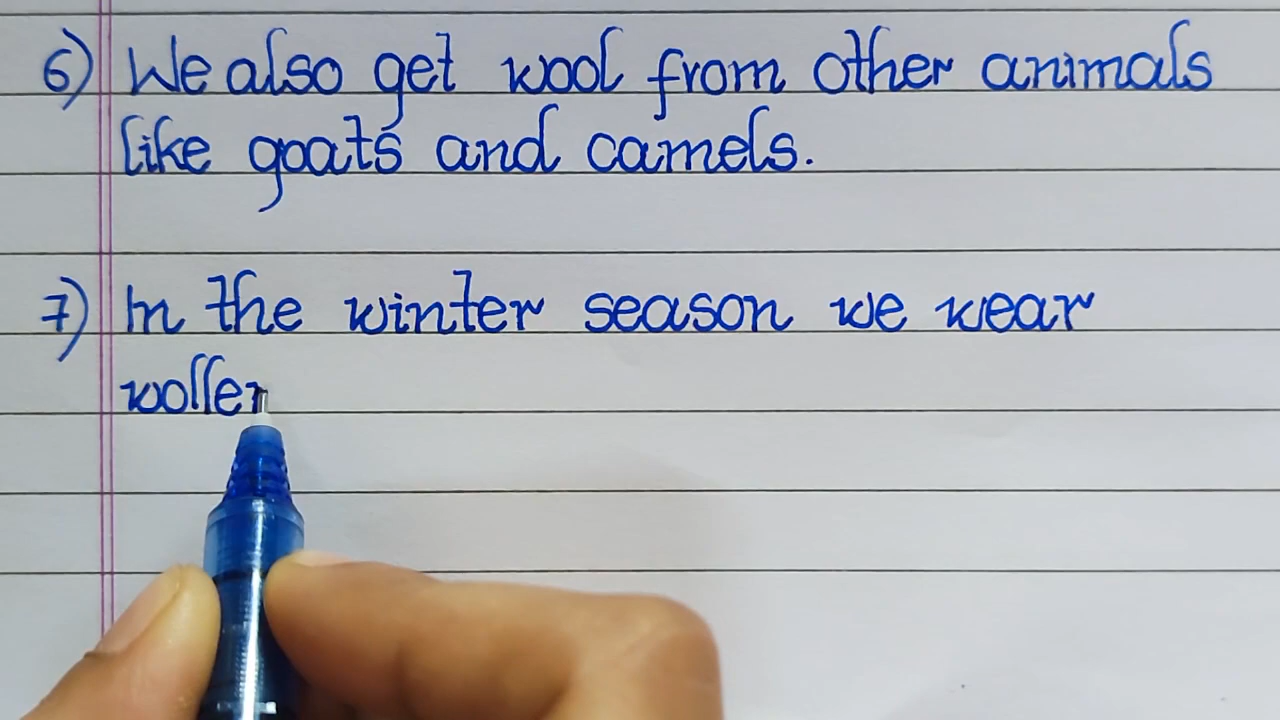 6) We also get wool from other animals
like goats and camels.
7) In the winter season we wear
wollen